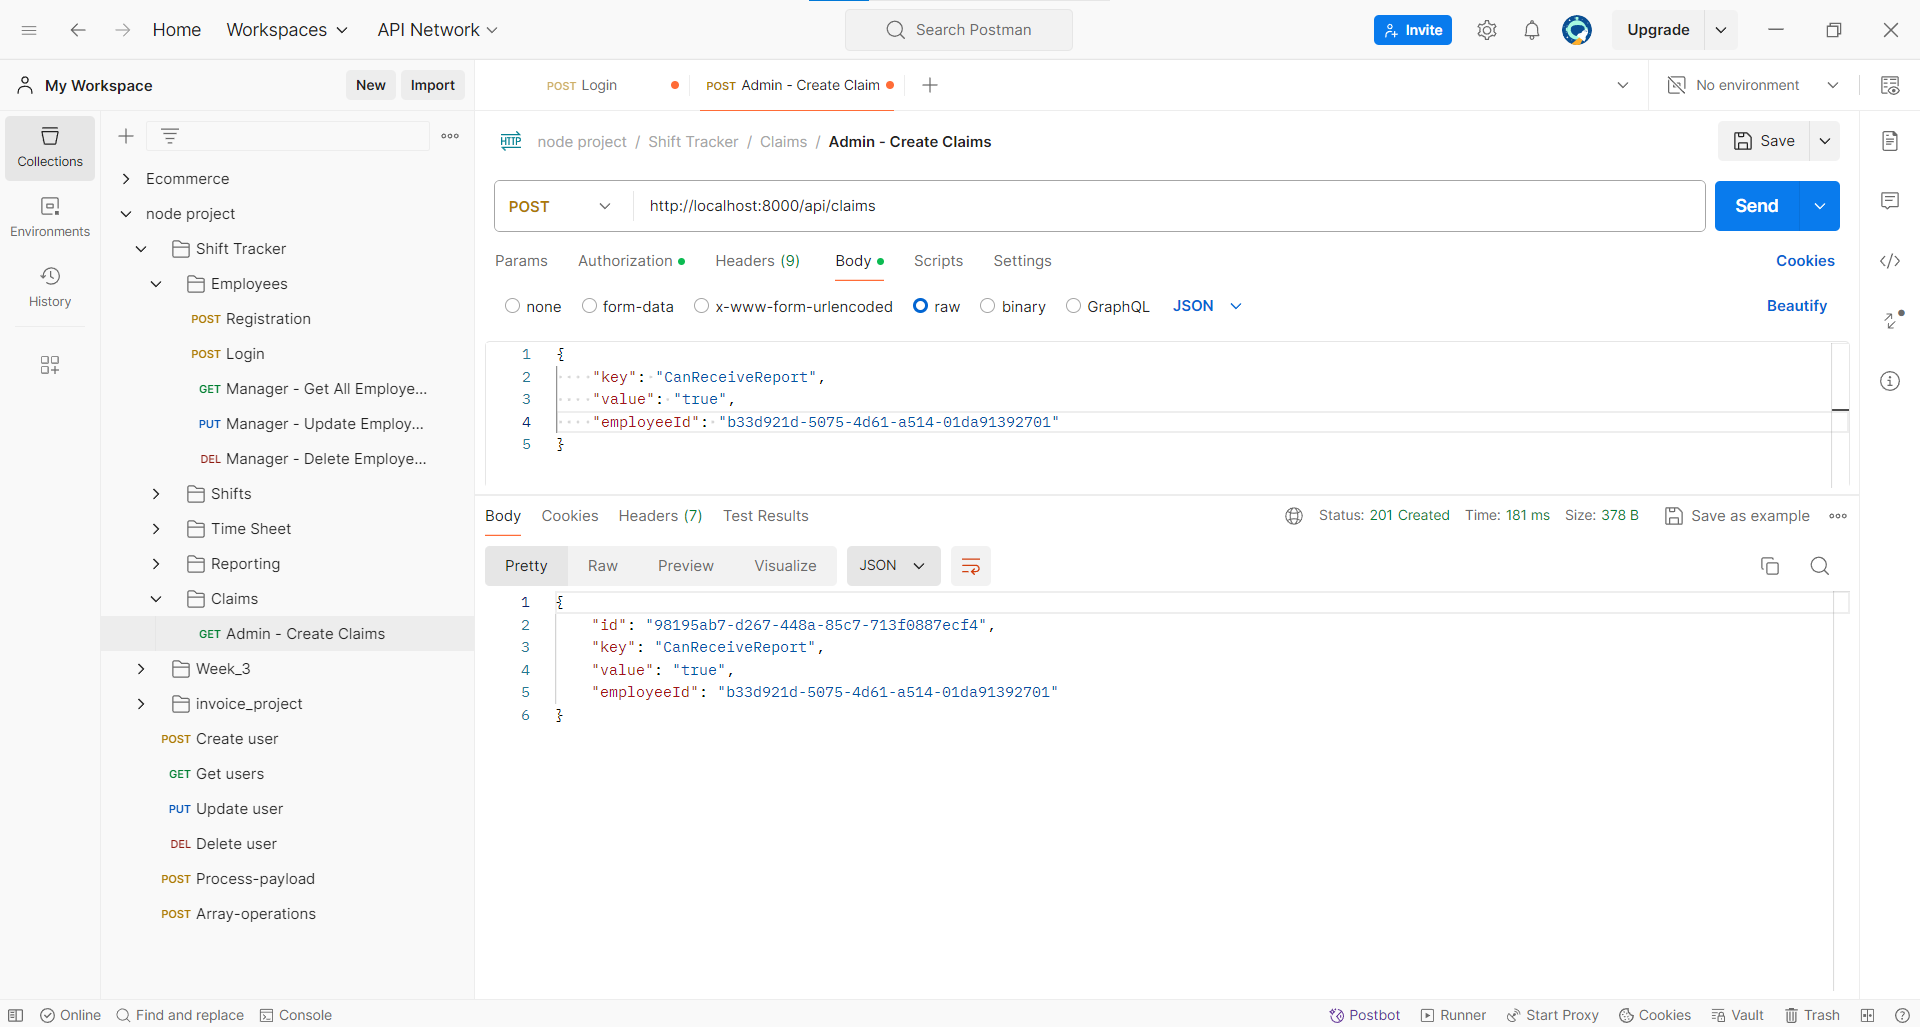 Home Workspaces API Network Search Postman Invite Upgrade
My Workspace New Import POST Login POST Admin - Create Claim No environment
Collections
Environments
History
Ecommerce
node project
Shift Tracker
Employees
POST Registration
POST Login
GET Manager - Get All Employe...
PUT Manager - Update Employ...
DEL Manager - Delete Employe...
Shifts
Time Sheet
Reporting
Claims
GET Admin - Create Claims
Week_3
invoice_project
POST Create user
GET Get users
PUT Update user
DEL Delete user
POST Process-payload
POST Array-operations
HTTP node project / Shift Tracker / Claims / Admin - Create Claims Save
POST http://localhost:8000/api/claims Send
Params Authorization Headers (9) Body Scripts Settings Cookies
none form-data x-www-form-urlencoded raw binary GraphQL JSON Beautify
1 {
2 "key": "CanReceiveReport",
3 "value": "true",
4 "employeeId": "b33d921d-5075-4d61-a514-01da91392701"
5 }
Body Cookies Headers (7) Test Results Status: 201 Created Time: 181 ms Size: 378 B Save as example
Pretty Raw Preview Visualize JSON
1 {
2 "id": "98195ab7-d267-448a-85c7-713f0887ecf4",
3 "key": "CanReceiveReport",
4 "value": "true",
5 "employeeId": "b33d921d-5075-4d61-a514-01da91392701"
6 }
Online Find and replace Console Postbot Runner Start Proxy Cookies Vault Trash